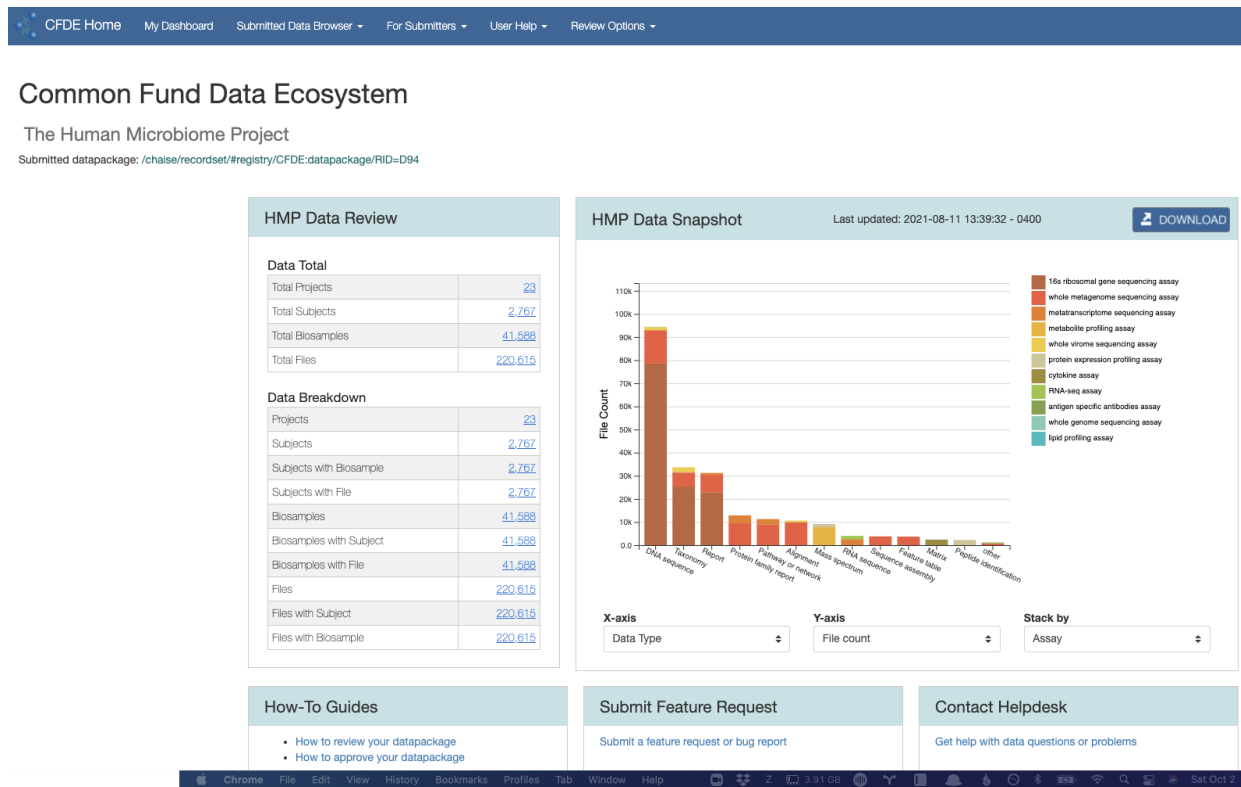 CFDE Home My Dashboard Submitted Data Browser For Submitters User Help Review Options
Common Fund Data Ecosystem
The Human Microbiome Project
Submitted datapackage: /chaise/recordset/#registry/CFDE:datapackage/RID=D94
HMP Data Review
Data Total
Total Projects 23
Total Subjects 2,767
Total Biosamples 41,588
Total Files 220,615
Data Breakdown
Projects 23
Subjects 2,767
Subjects with Biosample 2,767
Subjects with File 2,767
Biosamples 41,588
Biosamples with Subject 41,588
Biosamples with File 41,588
Files 220,615
Files with Subject 220,615
Files with Biosample 220,615
HMP Data Snapshot Last updated: 2021-08-11 13:39:32 - 0400 DOWNLOAD
File Count
110k
100k
90k
80k
70k
60k
50k
40k
30k
20k
10k
0.0
DNA sequence
Taxonomy
Report
Protein family report
Pathway or network
Alignment
Mass spectrum
RNA sequence
Sequence assembly
Feature table
Matrix
Peptide identification
other
16s ribosomal gene sequencing assay
whole metagenome sequencing assay
metatranscriptome sequencing assay
metabolite profiling assay
whole virome sequencing assay
protein expression profiling assay
cytokine assay
RNA-seq assay
antigen specific antibodies assay
whole genome sequencing assay
lipid profiling assay
X-axis Y-axis Stack by
Data Type File count Assay
How-To Guides
How to review your datapackage
How to approve your datapackage
Submit Feature Request
Submit a feature request or bug report
Contact Helpdesk
Get help with data questions or problems
Chrome File Edit View History Bookmarks Profiles Tab Window Help Z 3.91 GB Sat Oct 2